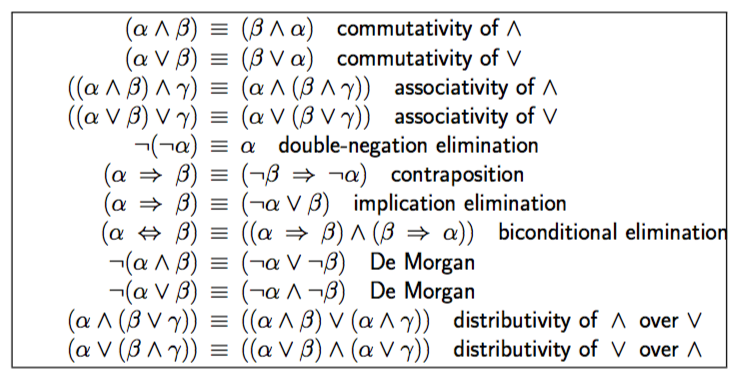 (α ∧ β) ≡ (β ∧ α) commutativity of ∧
(α ∨ β) ≡ (β ∨ α) commutativity of ∨
((α ∧ β) ∧ γ) ≡ (α ∧ (β ∧ γ)) associativity of ∧
((α ∨ β) ∨ γ) ≡ (α ∨ (β ∨ γ)) associativity of ∨
¬(¬α) ≡ α double-negation elimination
(α ⇒ β) ≡ (¬β ⇒ ¬α) contraposition
(α ⇒ β) ≡ (¬α ∨ β) implication elimination
(α ⇔ β) ≡ ((α ⇒ β) ∧ (β ⇒ α)) biconditional elimination
¬(α ∧ β) ≡ (¬α ∨ ¬β) De Morgan
¬(α ∨ β) ≡ (¬α ∧ ¬β) De Morgan
(α ∧ (β ∨ γ)) ≡ ((α ∧ β) ∨ (α ∧ γ)) distributivity of ∧ over ∨
(α ∨ (β ∧ γ)) ≡ ((α ∨ β) ∧ (α ∨ γ)) distributivity of ∨ over ∧